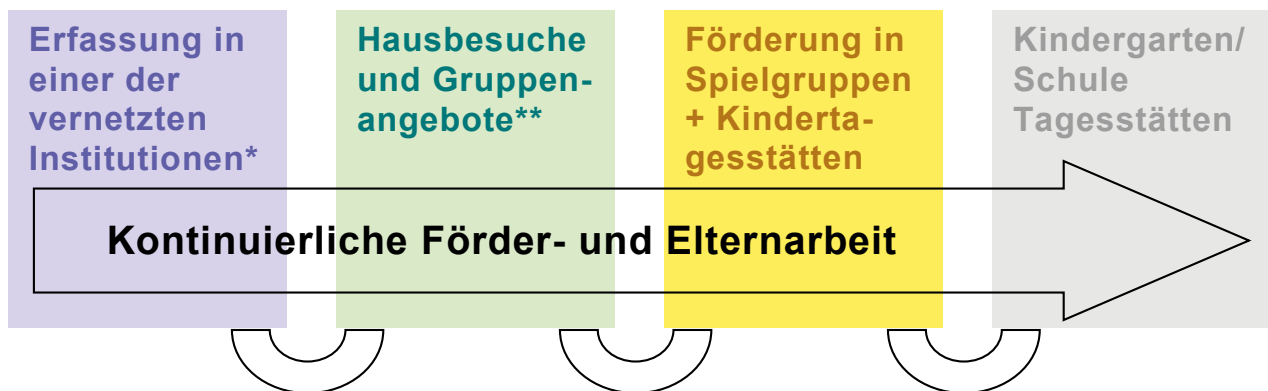 Erfassung in
einer der
vernetzten
Institutionen*
Hausbesuche
und Gruppen-
angebote**
Förderung in
Spielgruppen
+ Kinderta-
gesstätten
Kindergarten/
Schule
Tagesstätten
Kontinuierliche Förder- und Elternarbeit